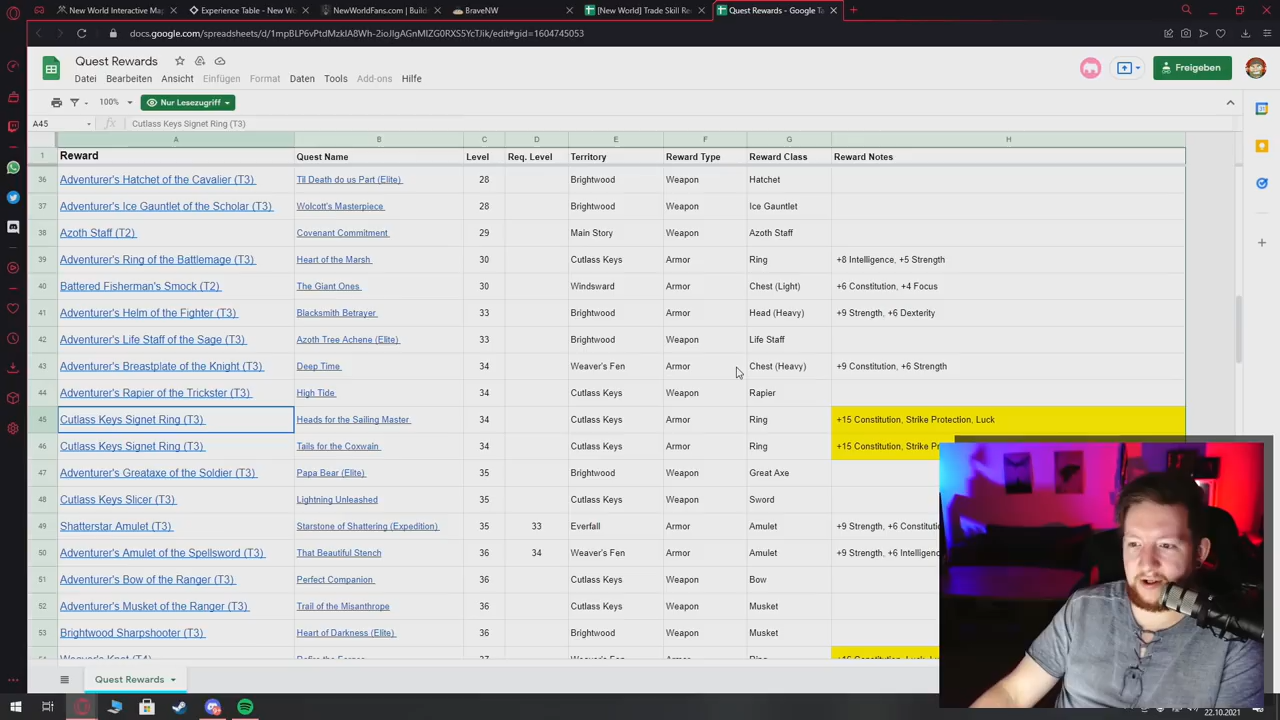 New World Interactive Map
Experience Table - New W
NewWorldFans.com | Build
BraveNW
[New World] Trade Skill Re
Quest Rewards - Google Ta
docs.google.com/spreadsheets/d/
edit#gid=1604745053
Quest Rewards
Datei Bearbeiten Ansicht Einfügen Format Daten Tools Add-ons Hilfe
Freigeben
100% Nur Lesezugriff
A45 fx Cutlass Keys Signet Ring (T3)
A B C D E F G H
1 Reward Quest Name Level Req. Level Territory Reward Type Reward Class Reward Notes
36 Adventurer's Hatchet of the Cavalier (T3) Til Death do us Part (Elite) 28 Brightwood Weapon Hatchet
37 Adventurer's Ice Gauntlet of the Scholar (T3) Wolcott's Masterpiece 28 Brightwood Weapon Ice Gauntlet
38 Azoth Staff (T2) Covenant Commitment 29 Main Story Weapon Azoth Staff
39 Adventurer's Ring of the Battlemage (T3) Heart of the Marsh 30 Cutlass Keys Armor Ring +8 Intelligence, +5 Strength
40 Battered Fisherman's Smock (T2) The Giant Ones 30 Windsward Armor Chest (Light) +6 Constitution, +4 Focus
41 Adventurer's Helm of the Fighter (T3) Blacksmith Betrayer 33 Brightwood Armor Head (Heavy) +9 Strength, +6 Dexterity
42 Adventurer's Life Staff of the Sage (T3) Azoth Tree Achene (Elite) 33 Brightwood Weapon Life Staff
43 Adventurer's Breastplate of the Knight (T3) Deep Time 34 Weaver's Fen Armor Chest (Heavy) +9 Constitution, +6 Strength
44 Adventurer's Rapier of the Trickster (T3) High Tide 34 Cutlass Keys Weapon Rapier
Cutlass Keys Signet Ring (T3) Heads for the Sailing Master 34 Cutlass Keys Armor Ring +15 Constitution, Strike Protection, Luck
46 Cutlass Keys Signet Ring (T3) Tails for the Coxwain 34 Cutlass Keys Armor Ring +15 Constitution, Strike Pr
47 Adventurer's Greataxe of the Soldier (T3) Papa Bear (Elite) 35 Brightwood Weapon Great Axe
48 Cutlass Keys Slicer (T3) Lightning Unleashed 35 Cutlass Keys Weapon Sword
49 Shatterstar Amulet (T3) Starstone of Shattering (Expedition) 35 33 Everfall Armor Amulet +9 Strength, +6 Constitutio
50 Adventurer's Amulet of the Spellsword (T3) That Beautiful Stench 36 34 Weaver's Fen Armor Amulet +9 Strength, +6 Intelligenc
51 Adventurer's Bow of the Ranger (T3) Perfect Companion 36 Cutlass Keys Weapon Bow
52 Adventurer's Musket of the Ranger (T3) Trail of the Misanthrope 36 Cutlass Keys Weapon Musket
53 Brightwood Sharpshooter (T3) Heart of Darkness (Elite) 36 Brightwood Weapon Musket
Quest Rewards
22.10.2021